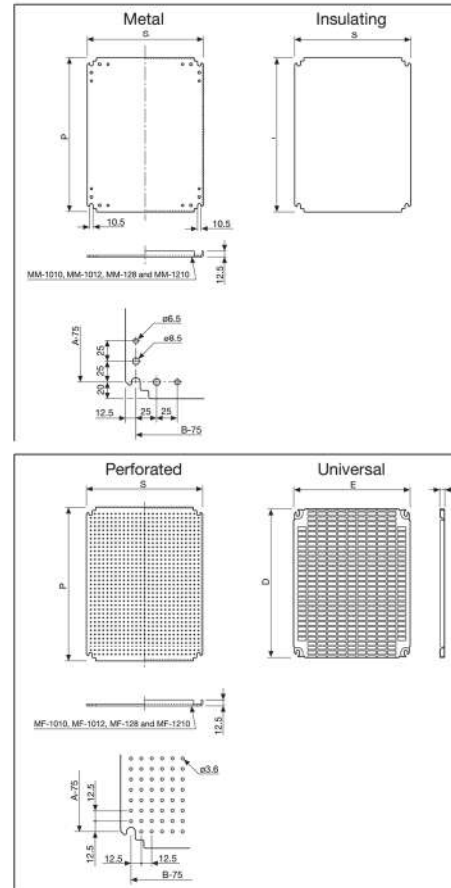 Metal
Insulating
S
S
P
I
10.5
10.5
12.5
MM-1010, MM-1012, MM-128 and MM-1210
A-75
25
25
20
ø6.5
ø8.5
12.5
25
25
B-75
Perforated
Universal
S
E
P
D
12.5
MF-1010, MF-1012, MF-128 and MF-1210
A-75
12.5
12.5
ø3.6
12.5
12.5
B-75